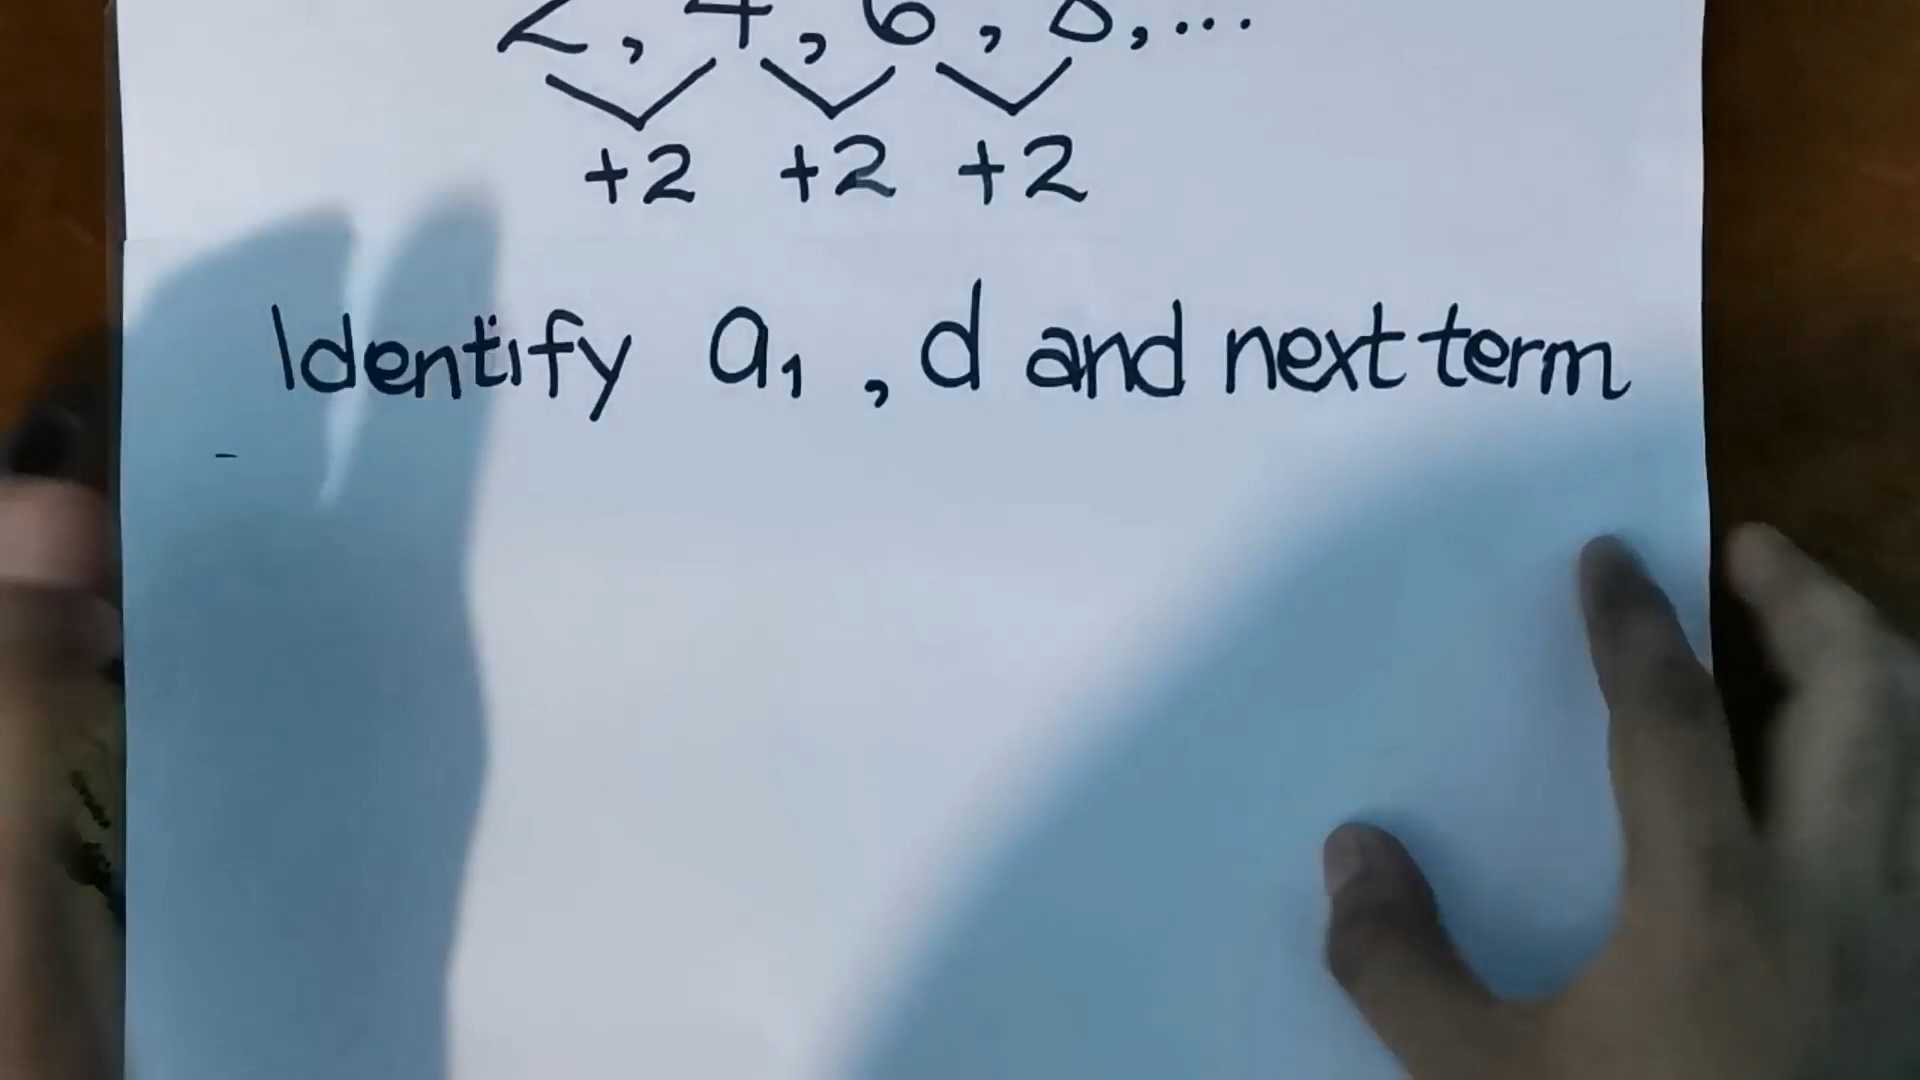 2, 4, 6, 8, ...
+2 +2 +2
Identify a₁, d and next term